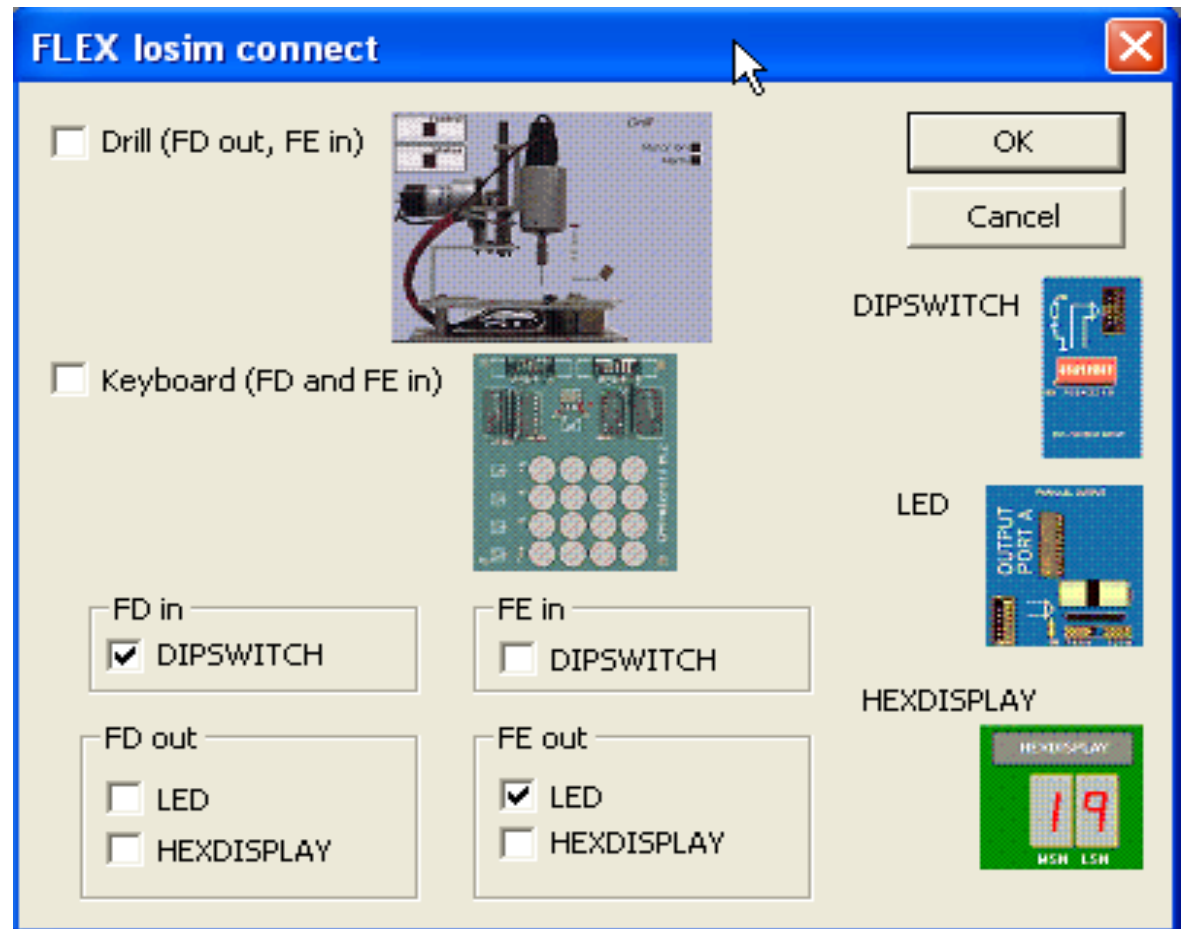 FLEX Iosim connect
Drill (FD out, FE in)
Drill
OK
Cancel
DIPSWITCH
Keyboard (FD and FE in)
LED
OUTPUT
PORT A
FD in
DIPSWITCH
FE in
DIPSWITCH
HEXDISPLAY
HEXDISPLAY
19
MSN LSN
FD out
LED
HEXDISPLAY
FE out
LED
HEXDISPLAY